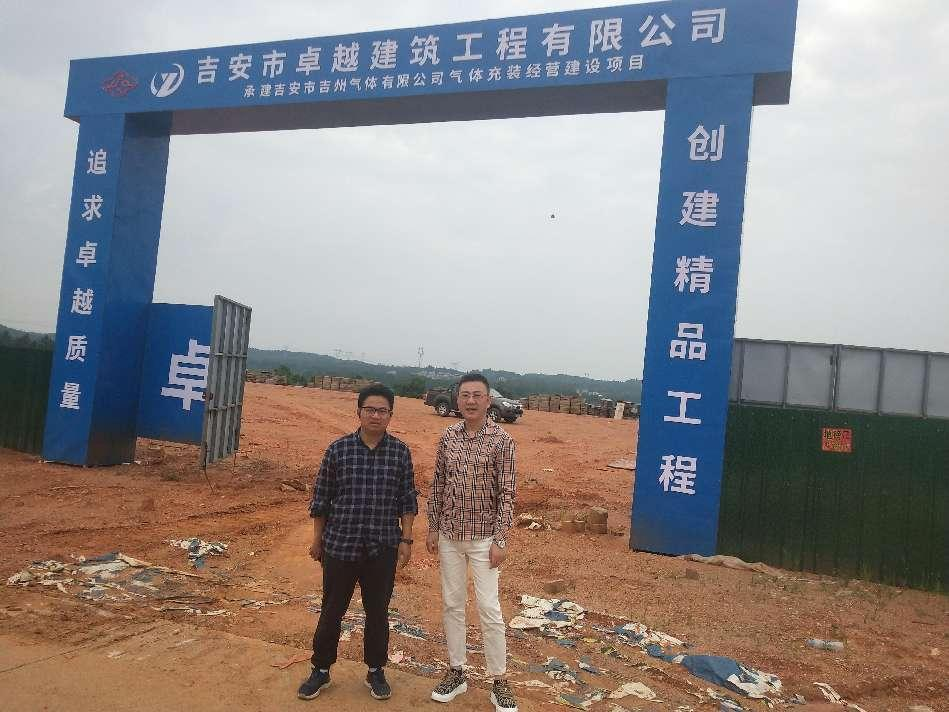 吉安市卓越建筑工程有限公司
承建吉安市吉州气体有限公司气体充装经营建设项目
追求卓越质量
创建精品工程
卓